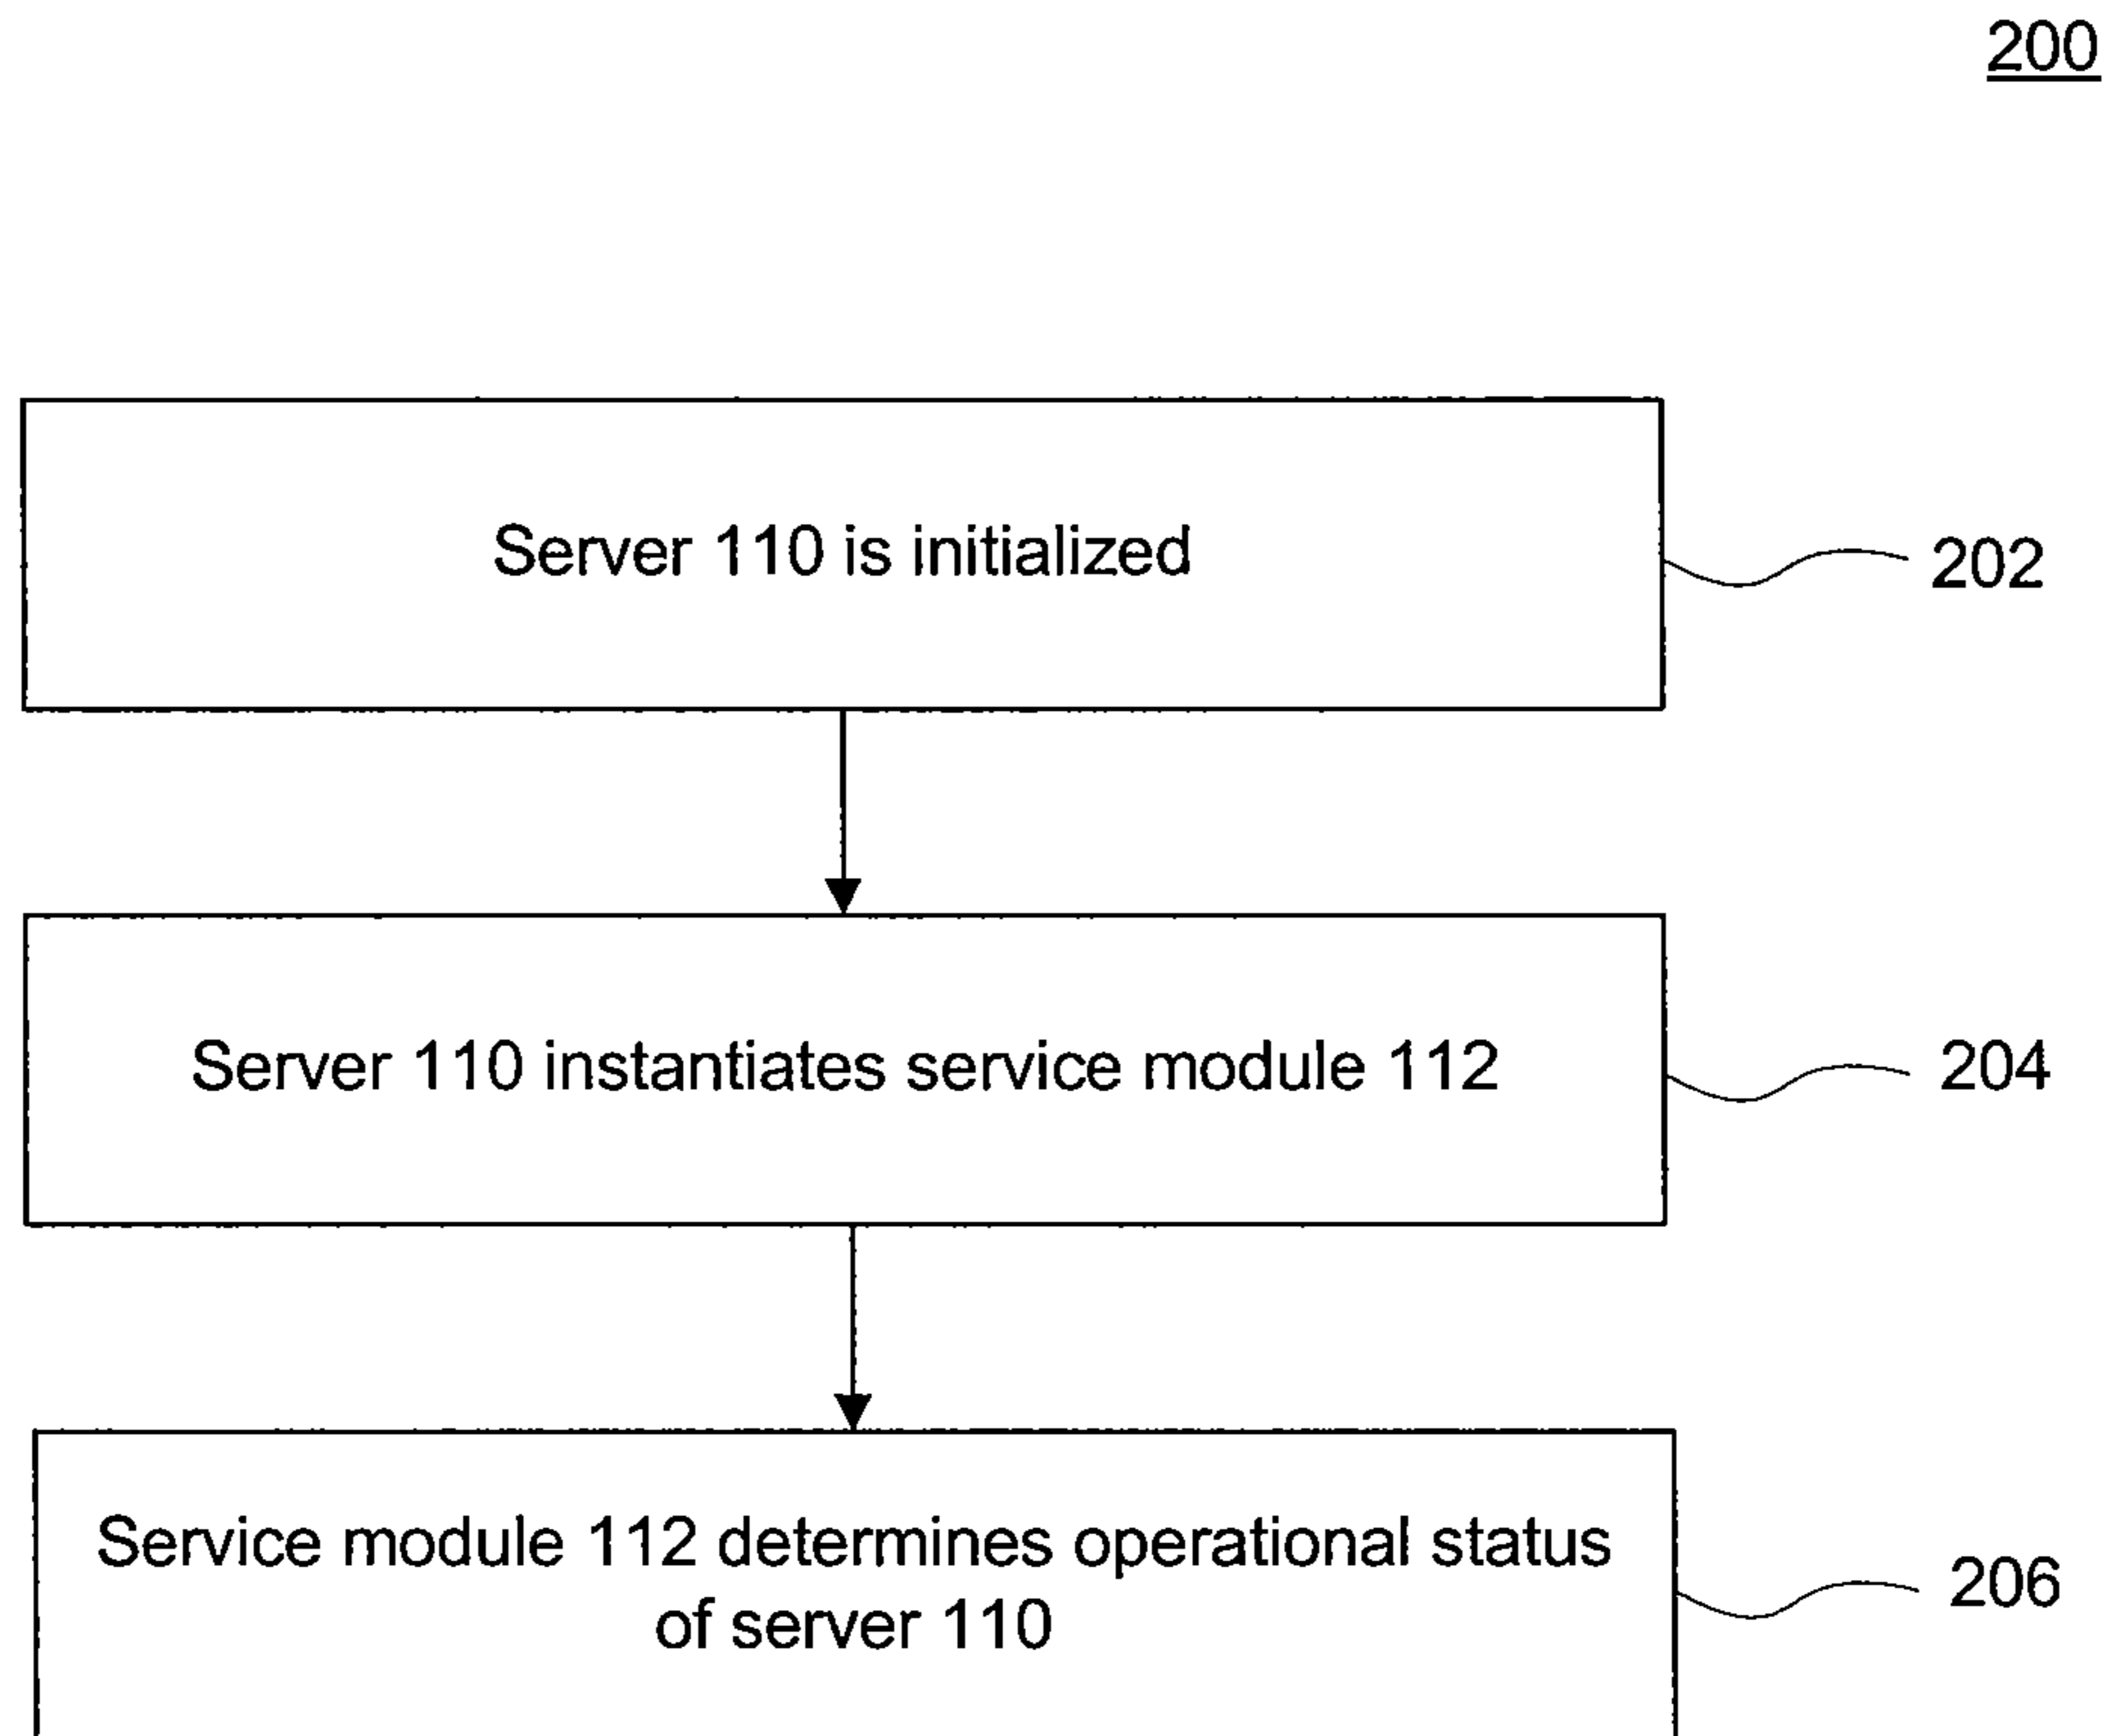 200
Server 110 is initialized
202
Server 110 instantiates service module 112
204
Service module 112 determines operational status
of server 110
206